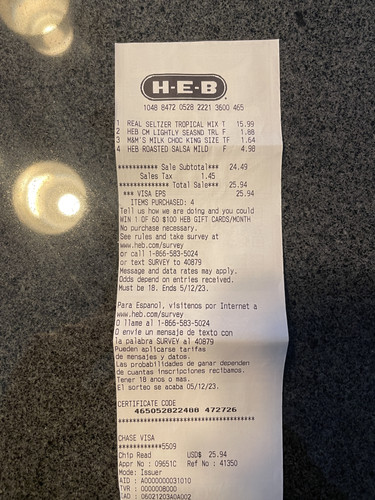 H-E-B
1048 8472 0528 2221 3600 465
1 REAL SELTZER TROPICAL MIX T 15.99
2 HEB CM LIGHTLY SEASND TRL F 1.88
3 M&M'S MILK CHOC KING SIZE TF 1.64
4 HEB ROASTED SALSA MILD F 4.98
*********** Sale Subtotal*** 24.49
Sales Tax 1.45
************** Total Sale*** 25.94
*** VISA EPS 25.94
ITEMS PURCHASED: 4
Tell us how we are doing and you could
WIN 1 OF 60 $100 HEB GIFT CARDS/MONTH
No purchase necessary.
See rules and take survey at
www.heb.com/survey
or call 1-866-583-5024
or text SURVEY to 40879
Message and data rates may apply.
Odds depend on entries received.
Must be 18. Ends 5/12/23.
Para Espanol, visitenos por Internet a
www.heb.com/survey
O llame al 1-866-583-5024
O envie un mensaje de texto con
la palabra SURVEY al 40879
Pueden aplicarse tarifas
de mensajes y datos.
Las probabilidades de ganar dependen
de cuantas inscripciones recibamos.
Tener 18 anos o mas.
El sorteo se acaba 05/12/23.
CERTIFICATE CODE
465052822408 472726
***********************************
CHASE VISA
************5509
Chip Read USD$ 25.94
Appr No : 09651C Ref No : 41350
Mode: Issuer
AID : A0000000031010
TVR : 0000008000
IAD : 06021203A0A002